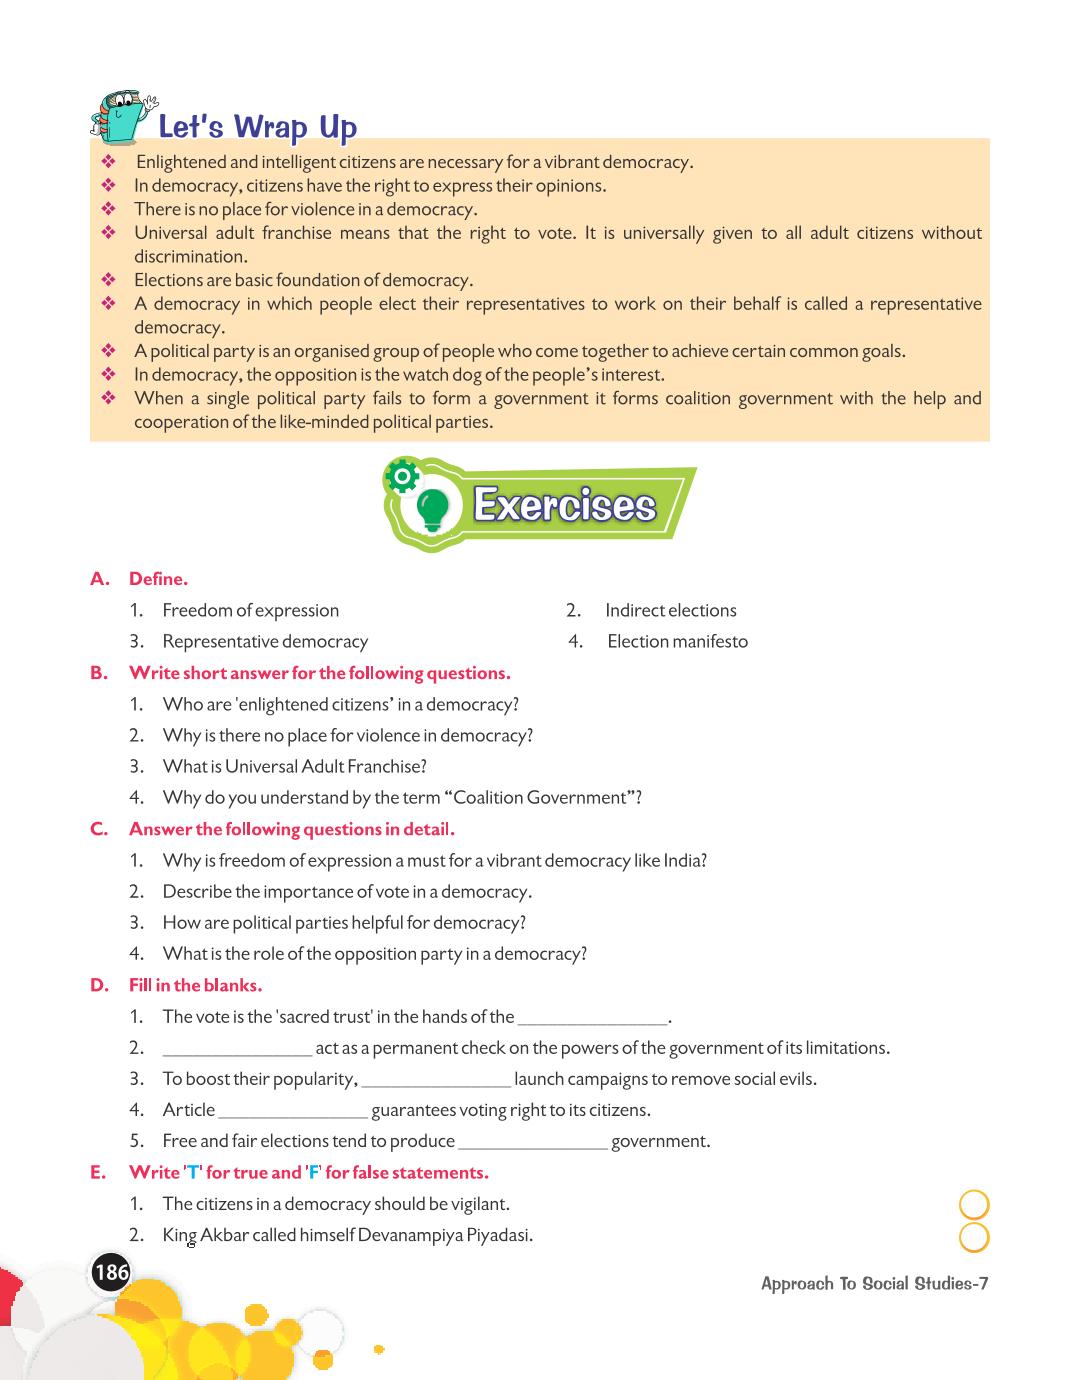 Let's Wrap Up
❖ Enlightened and intelligent citizens are necessary for a vibrant democracy.
❖ In democracy, citizens have the right to express their opinions.
❖ There is no place for violence in a democracy.
❖ Universal adult franchise means that the right to vote. It is universally given to all adult citizens without
discrimination.
❖ Elections are basic foundation of democracy.
❖ A democracy in which people elect their representatives to work on their behalf is called a representative
democracy.
❖ A political party is an organised group of people who come together to achieve certain common goals.
❖ In democracy, the opposition is the watch dog of the people's interest.
❖ When a single political party fails to form a government it forms coalition government with the help and
cooperation of the like-minded political parties.
Exercises
A. Define.
1. Freedom of expression 2. Indirect elections
3. Representative democracy 4. Election manifesto
B. Write short answer for the following questions.
1. Who are 'enlightened citizens' in a democracy?
2. Why is there no place for violence in democracy?
3. What is Universal Adult Franchise?
4. Why do you understand by the term “Coalition Government”?
C. Answer the following questions in detail.
1. Why is freedom of expression a must for a vibrant democracy like India?
2. Describe the importance of vote in a democracy.
3. How are political parties helpful for democracy?
4. What is the role of the opposition party in a democracy?
D. Fill in the blanks.
1. The vote is the 'sacred trust' in the hands of the _______________.
2. _______________ act as a permanent check on the powers of the government of its limitations.
3. To boost their popularity, _______________ launch campaigns to remove social evils.
4. Article _______________ guarantees voting right to its citizens.
5. Free and fair elections tend to produce _______________ government.
E. Write 'T' for true and 'F' for false statements.
1. The citizens in a democracy should be vigilant.
2. King Akbar called himself Devanampiya Piyadasi.
186
Approach To Social Studies-7